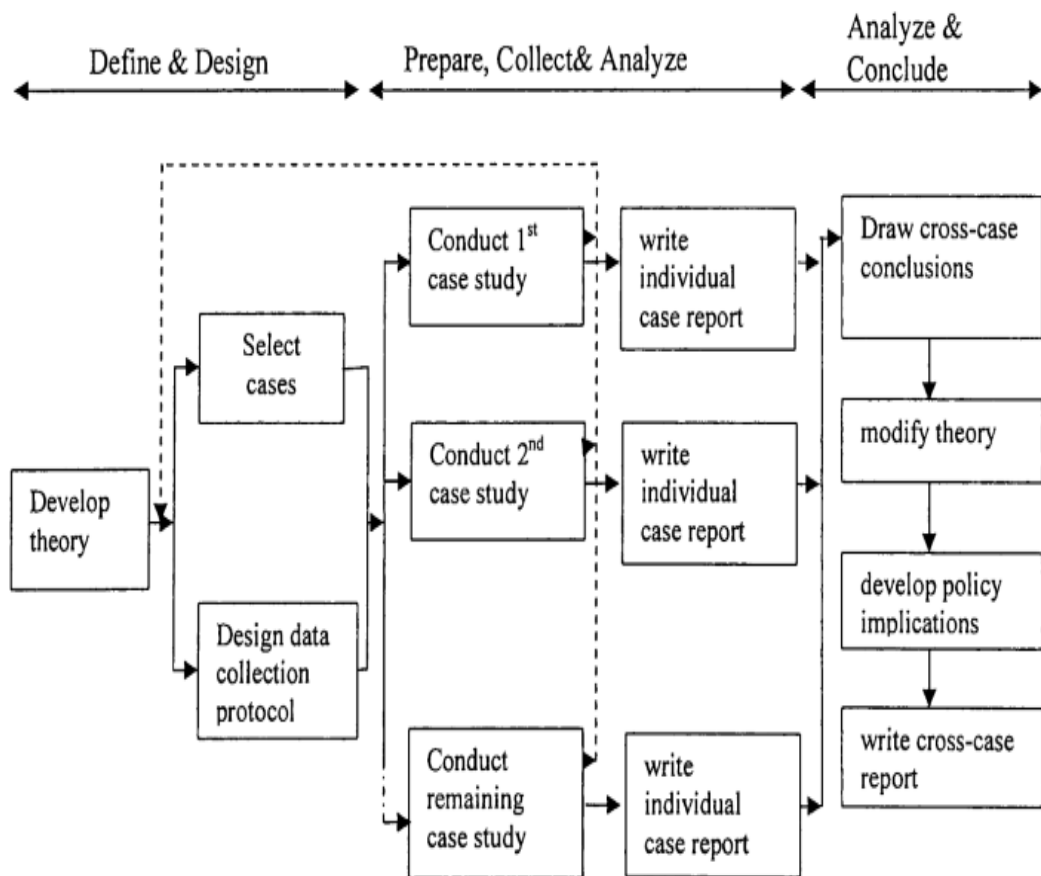 Define & Design
Prepare, Collect& Analyze
Analyze &
Conclude
Develop
theory
Select
cases
Design data
collection
protocol
Conduct 1st
case study
Conduct 2nd
case study
Conduct
remaining
case study
write
individual
case report
write
individual
case report
write
individual
case report
Draw cross-case
conclusions
modify theory
develop policy
implications
write cross-case
report